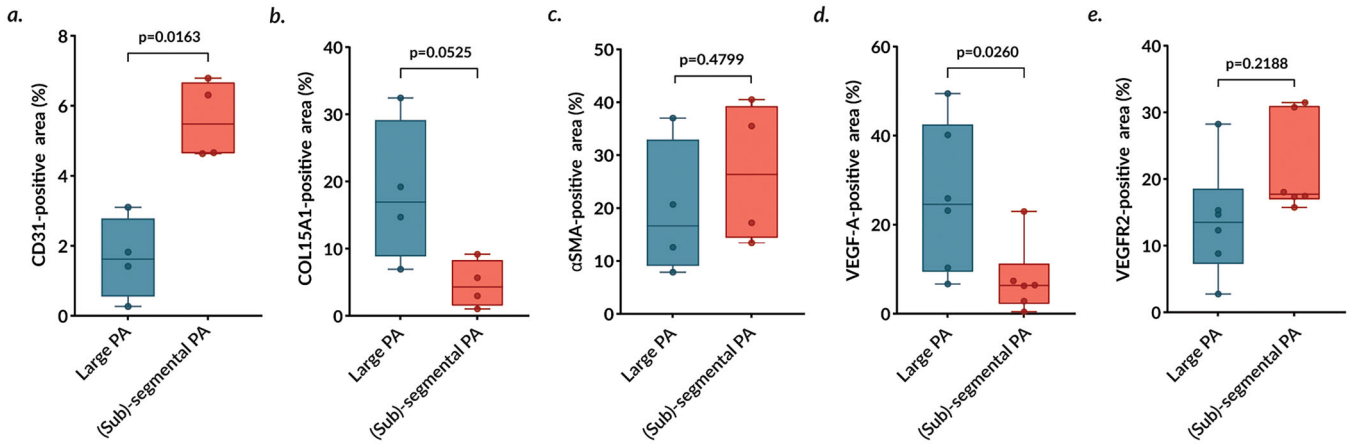 a.
CD31-positive area (%)
8
6
4
2
0
p=0.0163
Large PA
(Sub)-segmental PA
b.
COL15A1-positive area (%)
40
30
20
10
0
p=0.0525
Large PA
(Sub)-segmental PA
c.
αSMA-positive area (%)
50
40
30
20
10
0
p=0.4799
Large PA
(Sub)-segmental PA
d.
VEGF-A-positive area (%)
60
40
20
0
p=0.0260
Large PA
(Sub)-segmental PA
e.
VEGFR2-positive area (%)
40
30
20
10
0
p=0.2188
Large PA
(Sub)-segmental PA